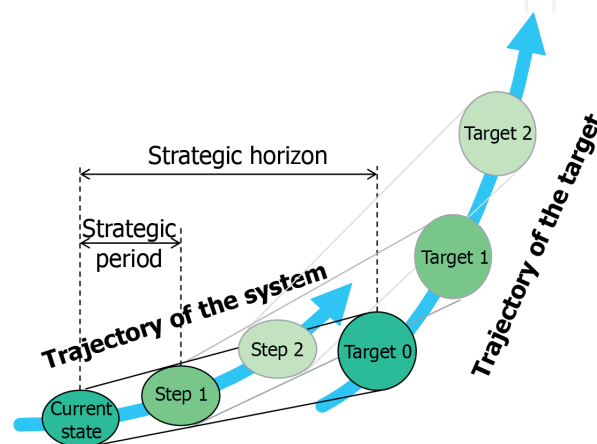 Target 2
Strategic horizon
Strategic
period
Target 1
Trajectory of the target
Trajectory of the system
Step 2
Target 0
Step 1
Current
state